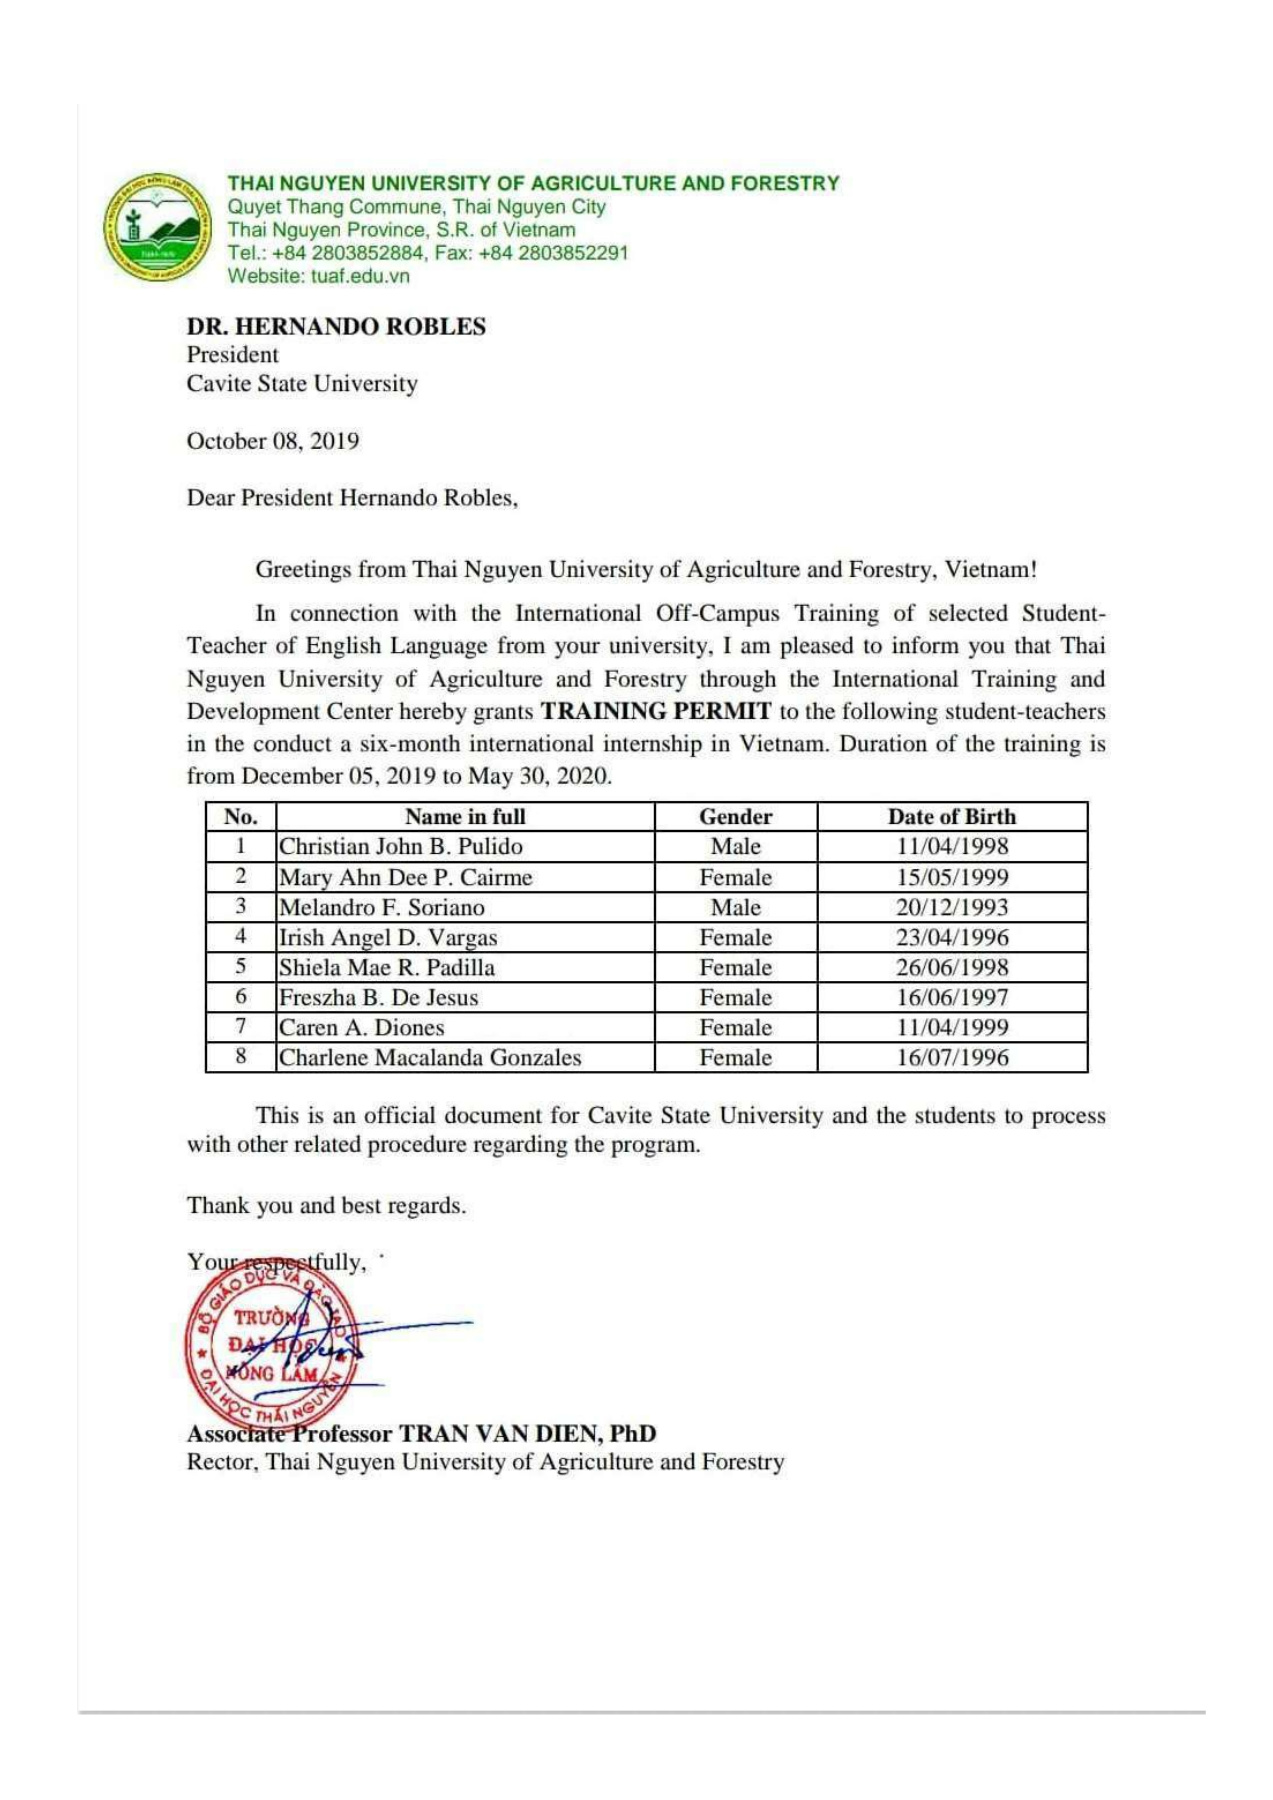 THAI NGUYEN UNIVERSITY OF AGRICULTURE AND FORESTRY
Quyet Thang Commune, Thai Nguyen City
Thai Nguyen Province, S.R. of Vietnam
Tel.: +84 2803852884, Fax: +84 2803852291
Website: tuaf.edu.vn
DR. HERNANDO ROBLES
President
Cavite State University
October 08, 2019
Dear President Hernando Robles,
Greetings from Thai Nguyen University of Agriculture and Forestry, Vietnam!
In connection with the International Off-Campus Training of selected Student-
Teacher of English Language from your university, I am pleased to inform you that Thai
Nguyen University of Agriculture and Forestry through the International Training and
Development Center hereby grants TRAINING PERMIT to the following student-teachers
in the conduct a six-month international internship in Vietnam. Duration of the training is
from December 05, 2019 to May 30, 2020.
No. Name in full Gender Date of Birth
1 Christian John B. Pulido Male 11/04/1998
2 Mary Ahn Dee P. Cairme Female 15/05/1999
3 Melandro F. Soriano Male 20/12/1993
4 Irish Angel D. Vargas Female 23/04/1996
5 Shiela Mae R. Padilla Female 26/06/1998
6 Freszha B. De Jesus Female 16/06/1997
7 Caren A. Diones Female 11/04/1999
8 Charlene Macalanda Gonzales Female 16/07/1996
This is an official document for Cavite State University and the students to process
with other related procedure regarding the program.
Thank you and best regards.
Your respectfully,
BỘ GIÁO DỤC VÀ ĐÀO TẠO
TRƯỜNG
ĐẠI HỌC
NÔNG LÂM
ĐẠI HỌC THÁI NGUYÊN
Associate Professor TRAN VAN DIEN, PhD
Rector, Thai Nguyen University of Agriculture and Forestry